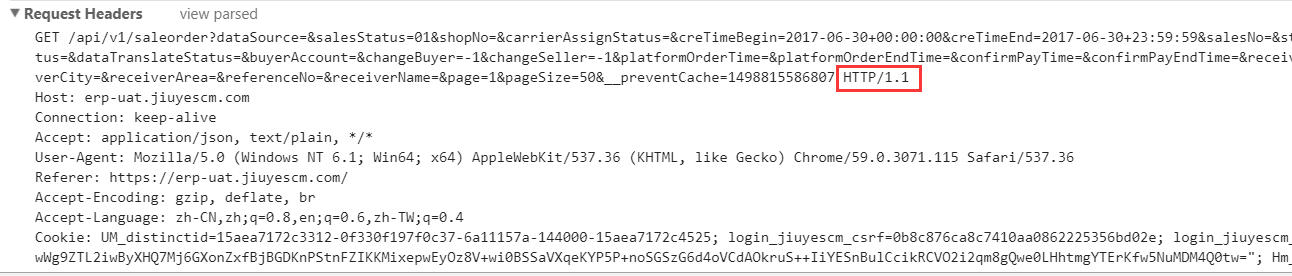 ▼ Request Headers view parsed
GET /api/v1/saleorder?dataSource=&salesStatus=01&shopNo=&carrierAssignStatus=&creTimeBegin=2017-06-30+00:00:00&creTimeEnd=2017-06-30+23:59:59&salesNo=&st
tus=&dataTranslateStatus=&buyerAccount=&changeBuyer=-1&changeSeller=-1&platformOrderTime=&platformOrderEndTime=&confirmPayTime=&confirmPayEndTime=&recei
verCity=&receiverArea=&referenceNo=&receiverName=&page=1&pageSize=50&__preventCache=1498815586807 HTTP/1.1
Host: erp-uat.jiuyescm.com
Connection: keep-alive
Accept: application/json, text/plain, */*
User-Agent: Mozilla/5.0 (Windows NT 6.1; Win64; x64) AppleWebKit/537.36 (KHTML, like Gecko) Chrome/59.0.3071.115 Safari/537.36
Referer: https://erp-uat.jiuyescm.com/
Accept-Encoding: gzip, deflate, br
Accept-Language: zh-CN,zh;q=0.8,en;q=0.6,zh-TW;q=0.4
Cookie: UM_distinctid=15aea7172c3312-0f330f197f0c37-6a11157a-144000-15aea7172c4525; login_jiuyescm_csrf=0b8c876ca8c7410aa0862225356bd02e; login_jiuyescm_
wWg9ZTL2iwByXHQ7Mj6GXonZxfBjBGDKnPStnFZIKKMixepwEyOz8V+wi0BSSaVXqeKYP5P+noSGSzG6d4oVCdAOkruS++IiYESnBulCcikRCVO2i2qm8gQwe0LHhtmgYTErKfw5NuMDM4Q0tw="; Hm_